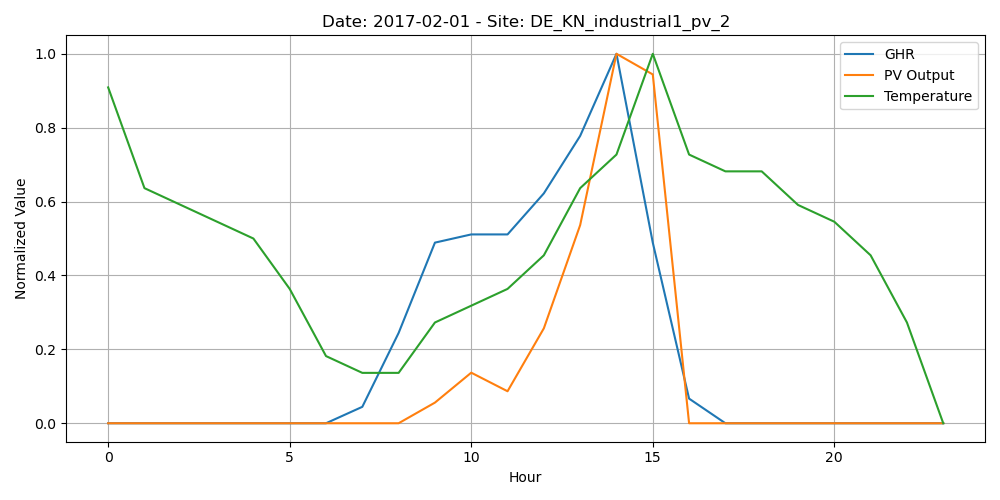 Date: 2017-02-01 - Site: DE_KN_industrial1_pv_2
GHR
PV Output
Temperature
Normalized Value
1.0
0.8
0.6
0.4
0.2
0.0
0 5 10 15 20
Hour